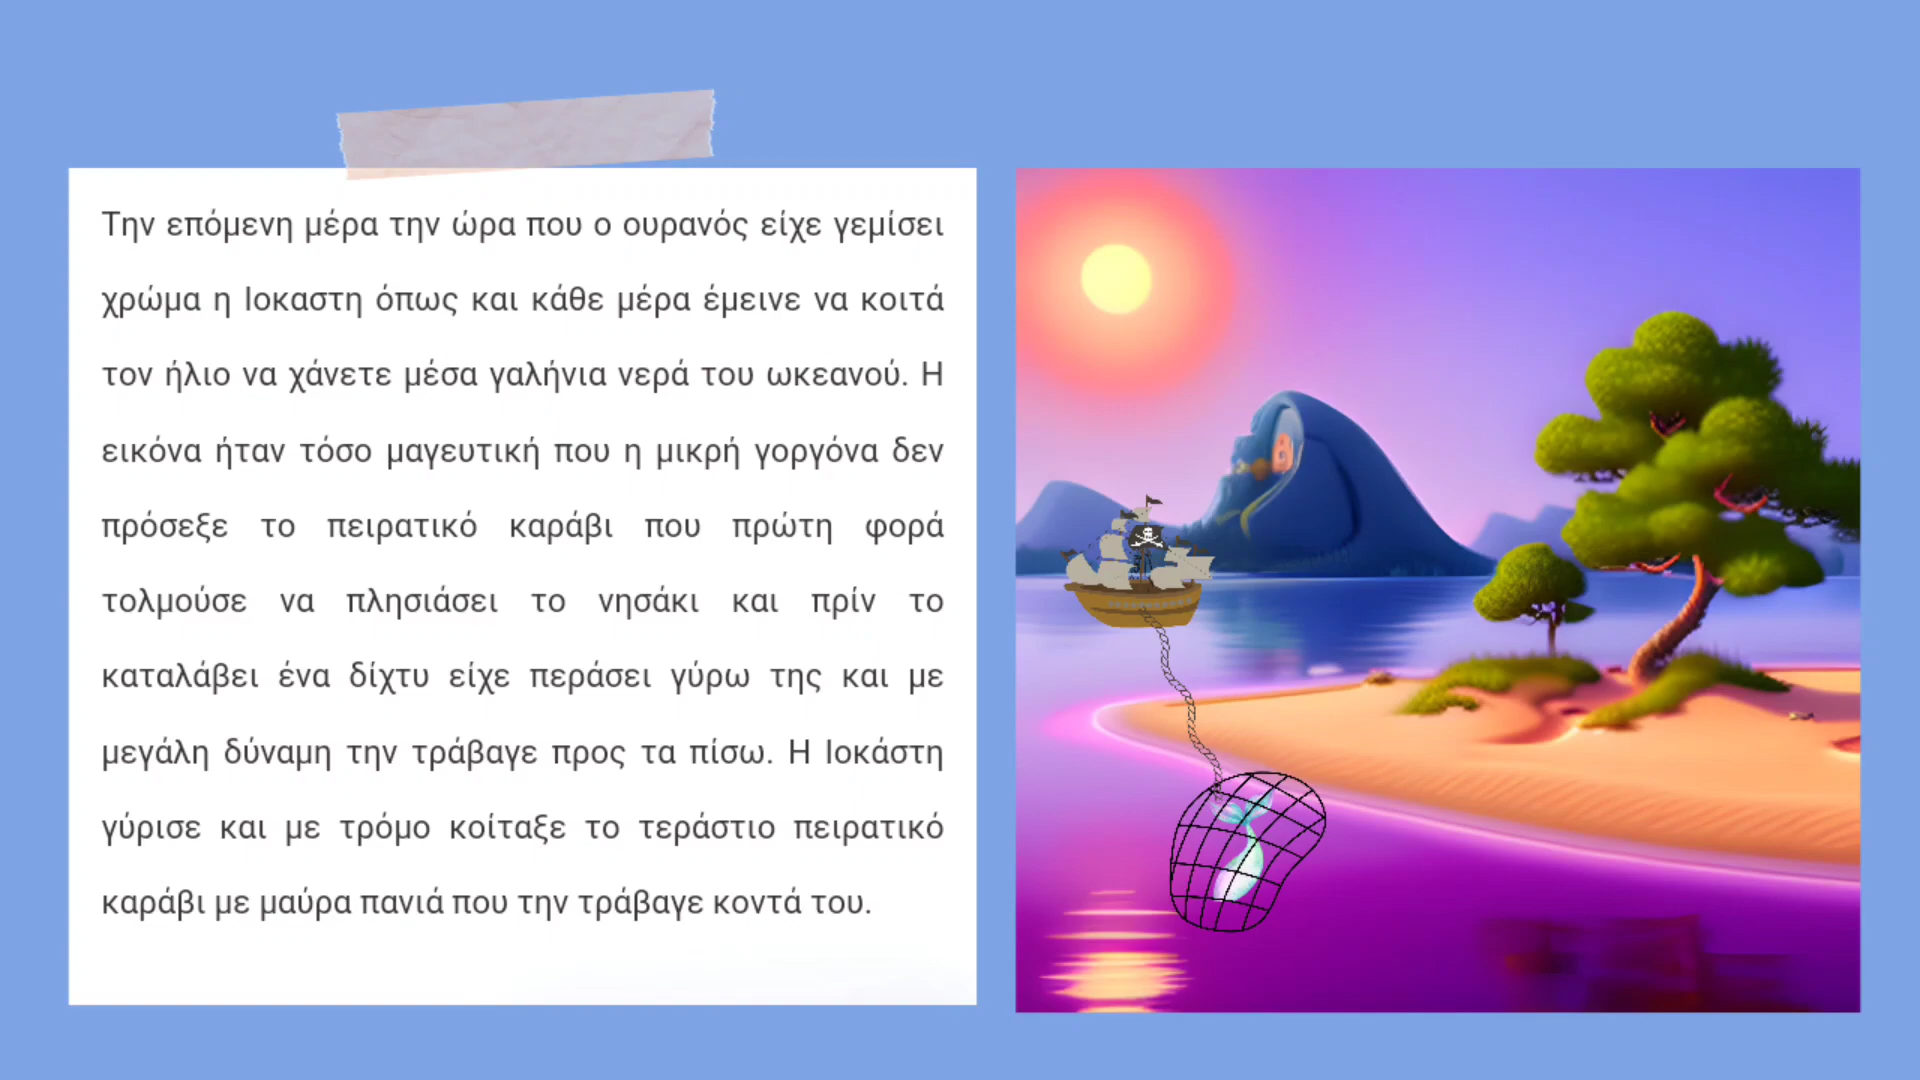 Την επόμενη μέρα την ώρα που ο ουρανός είχε γεμίσει
χρώμα η Ιοκαστη όπως και κάθε μέρα έμεινε να κοιτά
τον ήλιο να χάνετε μέσα γαλήνια νερά του ωκεανού. Η
εικόνα ήταν τόσο μαγευτική που η μικρή γοργόνα δεν
πρόσεξε το πειρατικό καράβι που πρώτη φορά
τολμούσε να πλησιάσει το νησάκι και πρίν το
καταλάβει ένα δίχτυ είχε περάσει γύρω της και με
μεγάλη δύναμη την τράβαγε προς τα πίσω. Η Ιοκάστη
γύρισε και με τρόμο κοίταξε το τεράστιο πειρατικό
καράβι με μαύρα πανιά που την τράβαγε κοντά του.